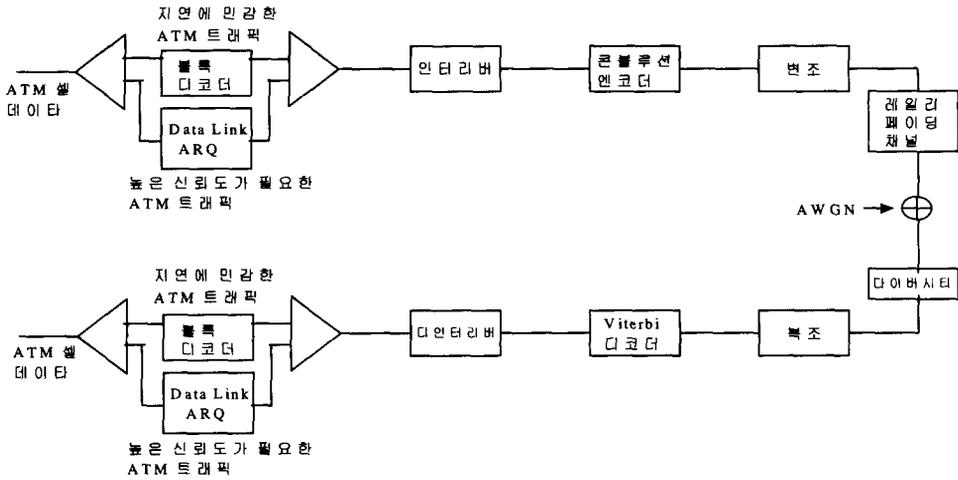 지연에 민감한
ATM 트래픽
블록
디코더
ATM 셀
데이타
Data Link
ARQ
높은 신뢰도가 필요한
ATM 트래픽
인터리버
콘볼루션
엔코더
변조
레일리
페이딩
채널
AWGN
다이버시티
지연에 민감한
ATM 트래픽
블록
디코더
ATM 셀
데이타
Data Link
ARQ
높은 신뢰도가 필요한
ATM 트래픽
디인터리버
Viterbi
디코더
복조